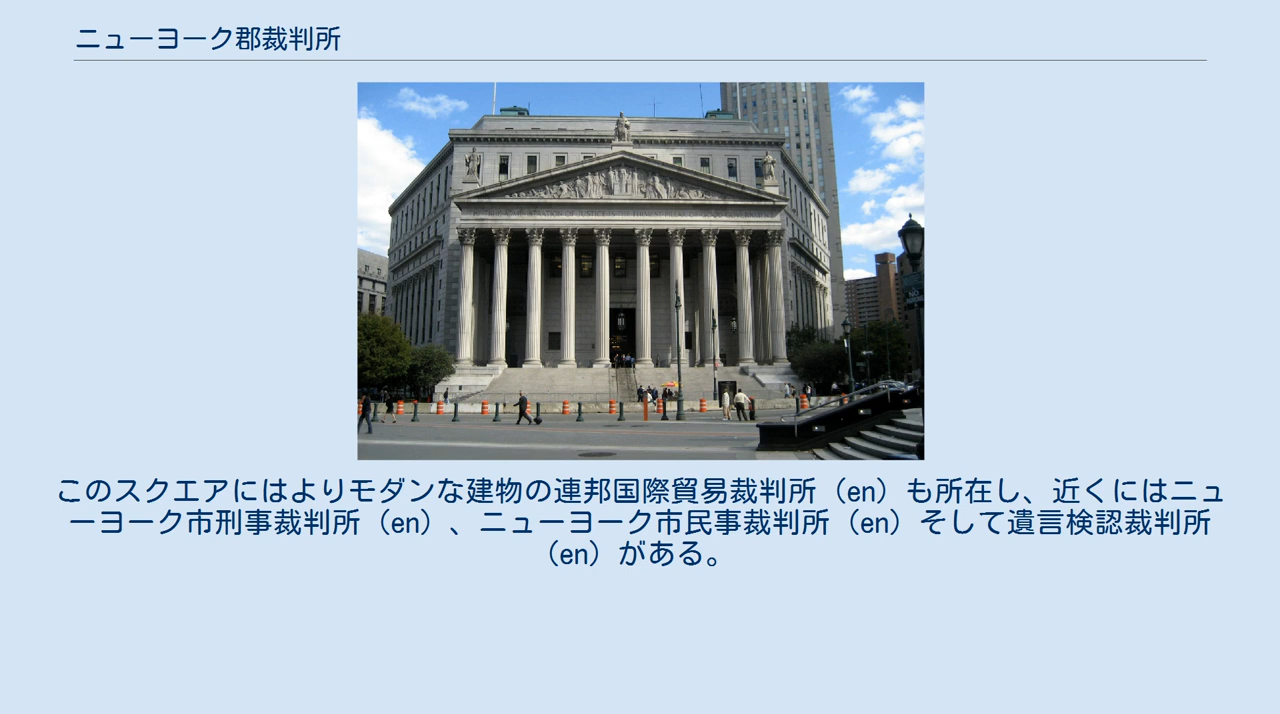 ニューヨーク郡裁判所
このスクエアにはよりモダンな建物の連邦国際貿易裁判所（en）も所在し、近くにはニュ
ーヨーク市刑事裁判所（en）、ニューヨーク市民事裁判所（en）そして遺言検認裁判所
（en）がある。